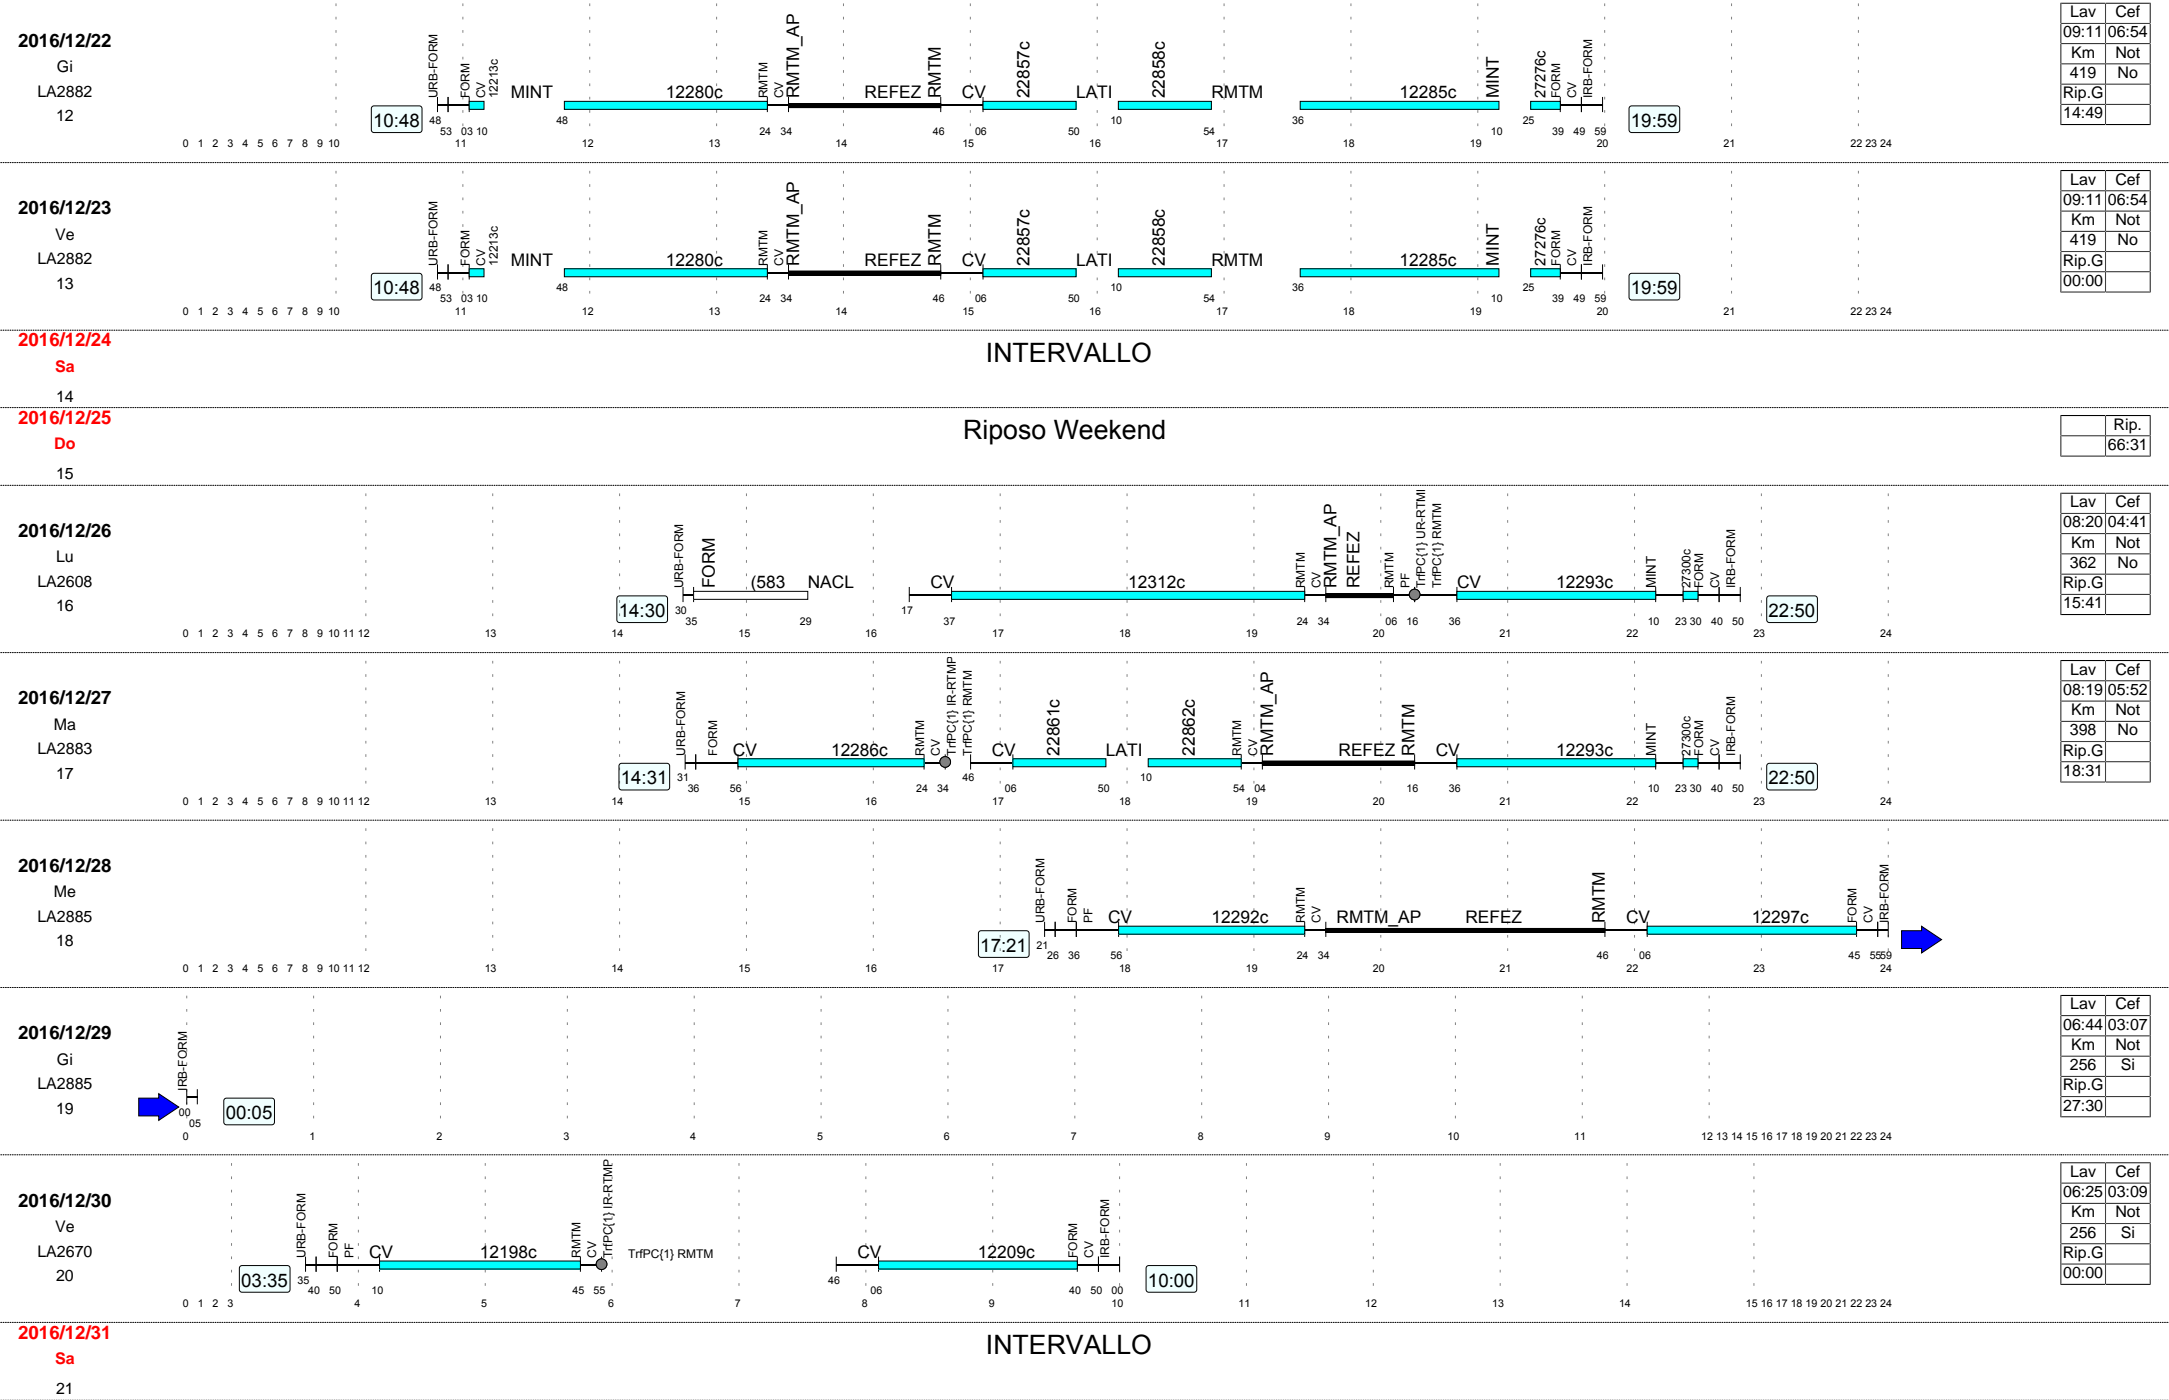 2016/12/22
Gi
LA2882
12
10:48
URB-FORM
FORM
CV
12213c
MINT
12280c
RMTM
CV
RMTM_AP
REFEZ
RMTM
CV
22857c
LATI
22858c
RMTM
12285c
MINT
27276c
FORM
CV
IRB-FORM
19:59
48 53 03 10 48 24 34 46 06 50 10 54 36 10 25 39 49 59
0 1 2 3 4 5 6 7 8 9 10 11 12 13 14 15 16 17 18 19 20 21 22 23 24
Lav Cef
09:11 06:54
Km Not
419 No
Rip.G
14:49
2016/12/23
Ve
LA2882
13
10:48
URB-FORM
FORM
CV
12213c
MINT
12280c
RMTM
CV
RMTM_AP
REFEZ
RMTM
CV
22857c
LATI
22858c
RMTM
12285c
MINT
27276c
FORM
CV
IRB-FORM
19:59
48 53 03 10 48 24 34 46 06 50 10 54 36 10 25 39 49 59
0 1 2 3 4 5 6 7 8 9 10 11 12 13 14 15 16 17 18 19 20 21 22 23 24
Lav Cef
09:11 06:54
Km Not
419 No
Rip.G
00:00
2016/12/24
Sa
14
INTERVALLO
2016/12/25
Do
15
Riposo Weekend
Rip.
66:31
2016/12/26
Lu
LA2608
16
14:30
URB-FORM
FORM
(583
NACL
CV
12312c
RMTM
CV
RMTM_AP
REFEZ
RMTM
PF
TrfPC{1} UR-RTMI
TrfPC{1} RMTM
CV
12293c
MINT
27300c
FORM
CV
IRB-FORM
22:50
30 35 29 17 37 24 34 06 16 36 10 23 30 40 50
0 1 2 3 4 5 6 7 8 9 10 11 12 13 14 15 16 17 18 19 20 21 22 23 24
Lav Cef
08:20 04:41
Km Not
362 No
Rip.G
15:41
2016/12/27
Ma
LA2883
17
14:31
URB-FORM
FORM
CV
12286c
RMTM
CV
TrfPC{1} IR-RTMP
TrfPC{1} RMTM
CV
22861c
LATI
22862c
RMTM
CV
RMTM_AP
REFEZ
RMTM
CV
12293c
MINT
27300c
FORM
CV
IRB-FORM
22:50
31 36 56 24 34 46 06 50 10 54 04 16 36 10 23 30 40 50
0 1 2 3 4 5 6 7 8 9 10 11 12 13 14 15 16 17 18 19 20 21 22 23 24
Lav Cef
08:19 05:52
Km Not
398 No
Rip.G
18:31
2016/12/28
Me
LA2885
18
17:21
URB-FORM
FORM
PF
CV
12292c
RMTM
CV
RMTM_AP
REFEZ
RMTM
CV
12297c
FORM
CV
IRB-FORM
21 26 36 56 24 34 46 06 45 55 59
0 1 2 3 4 5 6 7 8 9 10 11 12 13 14 15 16 17 18 19 20 21 22 23 24
2016/12/29
Gi
LA2885
19
IRB-FORM
00:05
00 05
0 1 2 3 4 5 6 7 8 9 10 11 12 13 14 15 16 17 18 19 20 21 22 23 24
Lav Cef
06:44 03:07
Km Not
256 Si
Rip.G
27:30
2016/12/30
Ve
LA2670
20
03:35
URB-FORM
FORM
PF
CV
12198c
RMTM
CV
TrfPC{1} IR-RTMP
TrfPC{1} RMTM
CV
12209c
FORM
CV
IRB-FORM
10:00
35 40 50 10 45 55 46 06 40 50 00
0 1 2 3 4 5 6 7 8 9 10 11 12 13 14 15 16 17 18 19 20 21 22 23 24
Lav Cef
06:25 03:09
Km Not
256 Si
Rip.G
00:00
2016/12/31
Sa
21
INTERVALLO